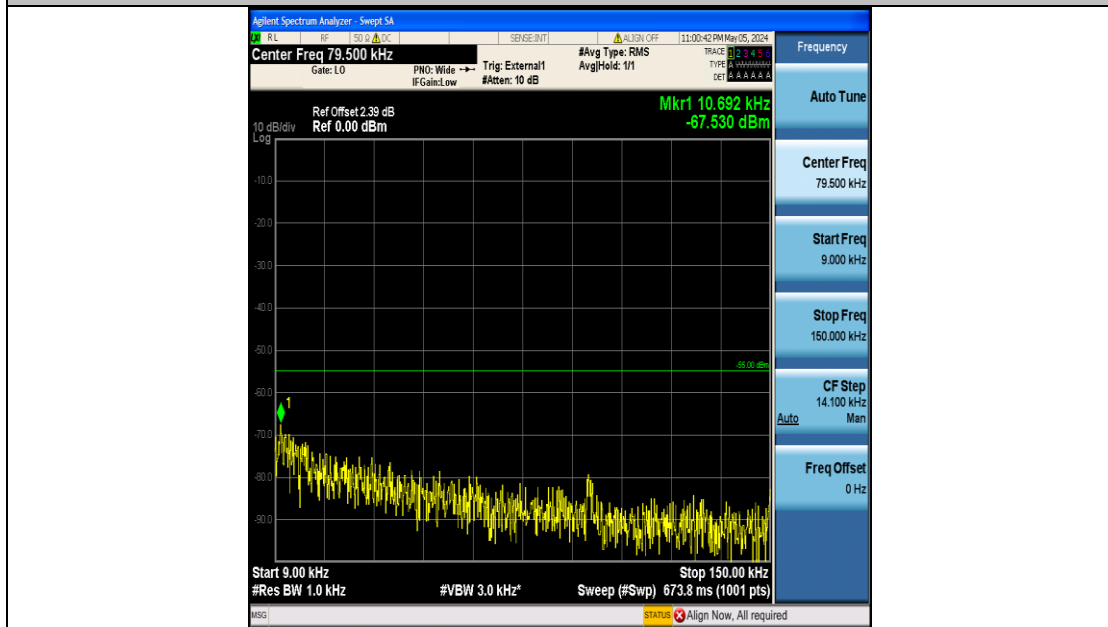 Agilent Spectrum Analyzer - Swept SA
RL RF 50 Ω DC SENSE:INT ALIGN OFF 11:00:42 PM May 05, 2024
Center Freq 79.500 kHz
Gate: LO
PNO: Wide
IFGain:Low
Trig: External1
#Atten: 10 dB
#Avg Type: RMS
Avg|Hold: 1/1
TRACE 1 2 3 4 5 6
TYPE A
DET A A A A A A
Mkr1 10.692 kHz
-67.530 dBm
Ref Offset 2.39 dB
10 dB/div Ref 0.00 dBm
Log
-10.0
-20.0
-30.0
-40.0
-50.0
-55.00 dBm
-60.0
1
-70.0
-80.0
-90.0
Start 9.00 kHz Stop 150.00 kHz
#Res BW 1.0 kHz #VBW 3.0 kHz* Sweep (#Swp) 673.8 ms (1001 pts)
MSG STATUS Align Now, All required
Frequency
Auto Tune
Center Freq
79.500 kHz
Start Freq
9.000 kHz
Stop Freq
150.000 kHz
CF Step
14.100 kHz
Auto Man
Freq Offset
0 Hz